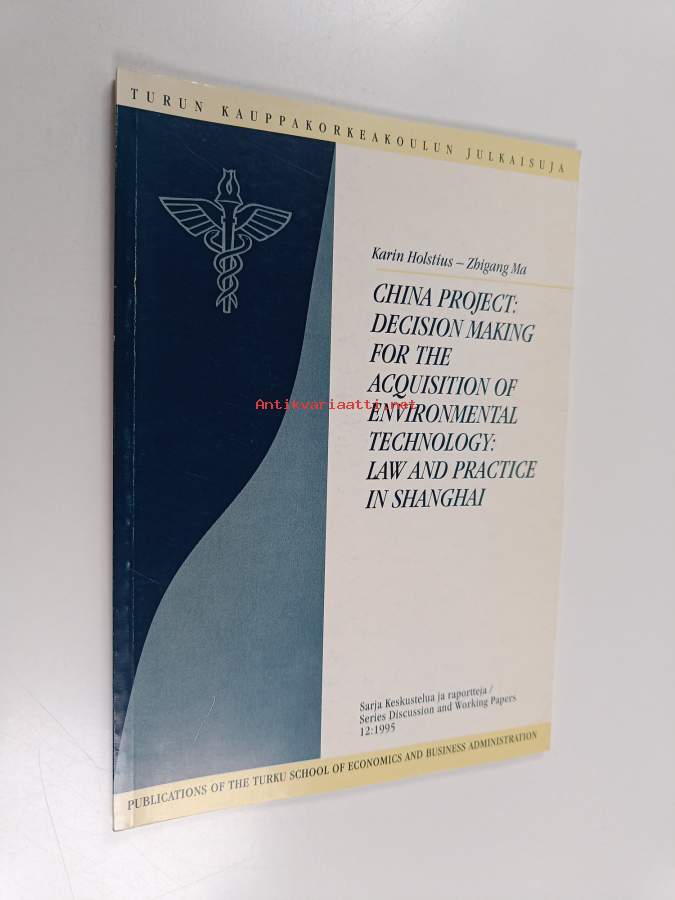 TURUN KAUPPAKORKEAKOULUN JULKAISUJA
Karin Holstius – Zhigang Ma
CHINA PROJECT:
DECISION MAKING
FOR THE
ACQUISITION OF
ENVIRONMENTAL
TECHNOLOGY:
LAW AND PRACTICE
IN SHANGHAI
Antikvariaatti.net
Sarja Keskustelua ja raportteja /
Series Discussion and Working Papers
12:1995
PUBLICATIONS OF THE TURKU SCHOOL OF ECONOMICS AND BUSINESS ADMINISTRATION